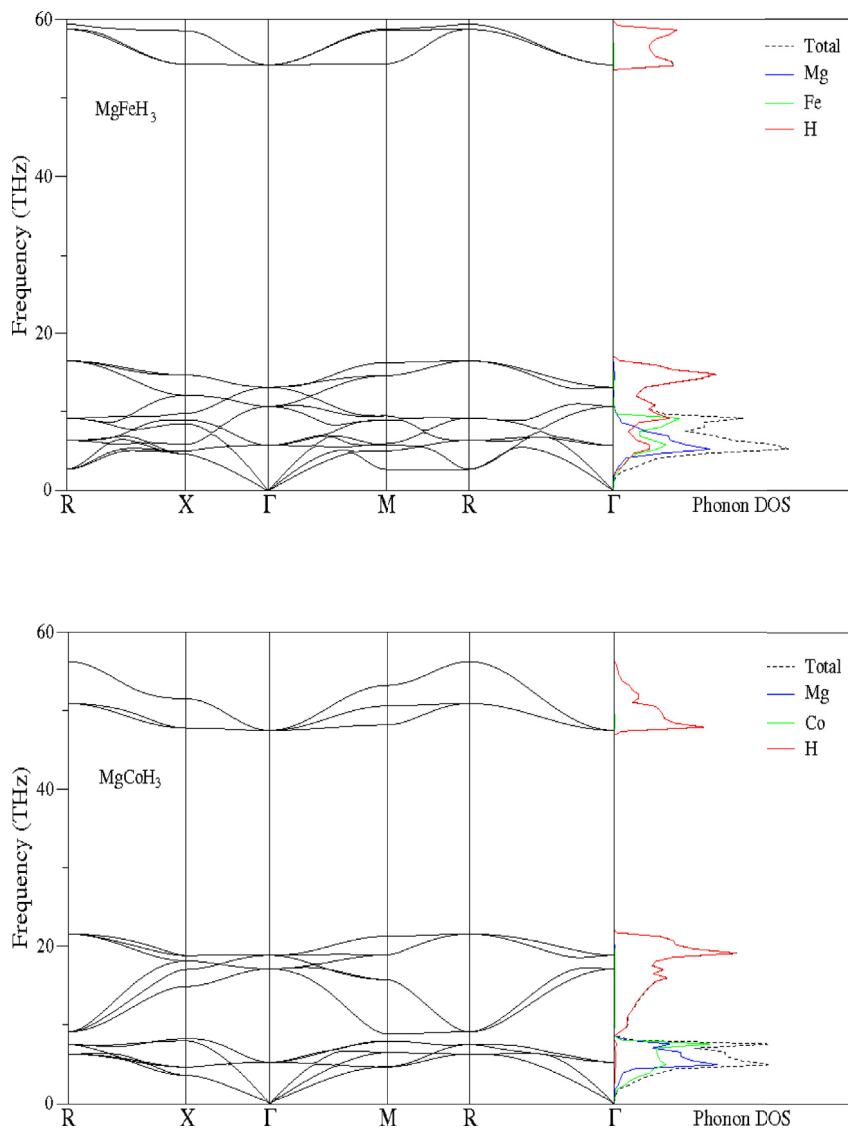 60
Total
Mg
MgFeH₃
Fe
H
40
Frequency (THz)
20
0
R X Γ M R Γ Phonon DOS
60
Total
Mg
Co
MgCoH₃
H
40
Frequency (THz)
20
0
R X Γ M R Γ Phonon DOS